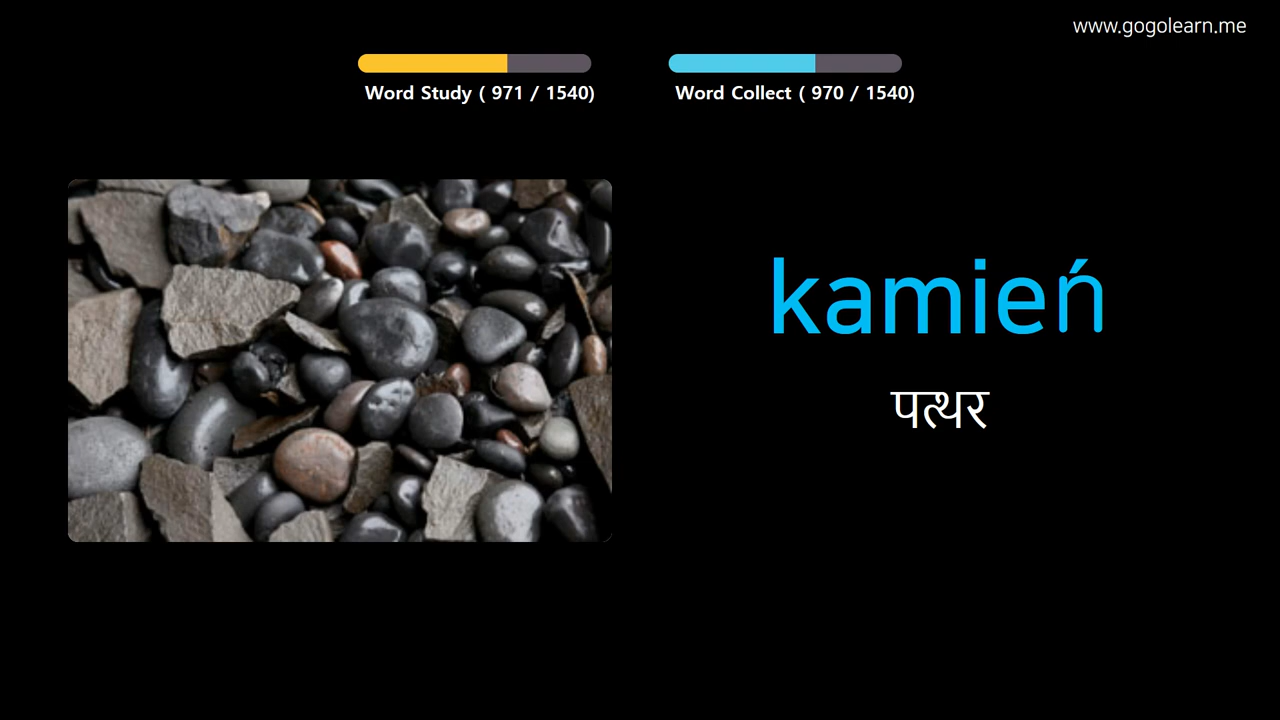 www.gogolearn.me
Word Study ( 971 / 1540)
Word Collect ( 970 / 1540)
kamień
पत्थर